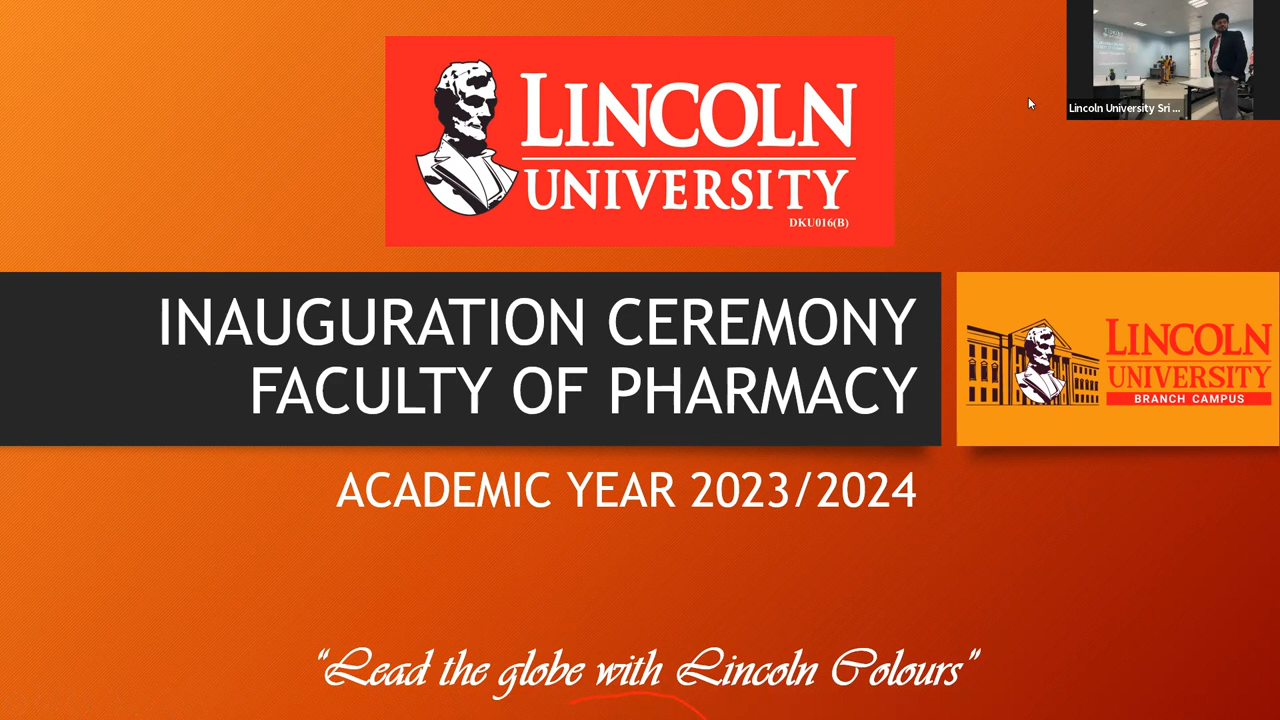 LINCOLN
UNIVERSITY
DKU016(B)
Lincoln University Sri ...
INAUGURATION CEREMONY
FACULTY OF PHARMACY
LINCOLN
UNIVERSITY
BRANCH CAMPUS
ACADEMIC YEAR 2023/2024
"Lead the globe with Lincoln Colours"